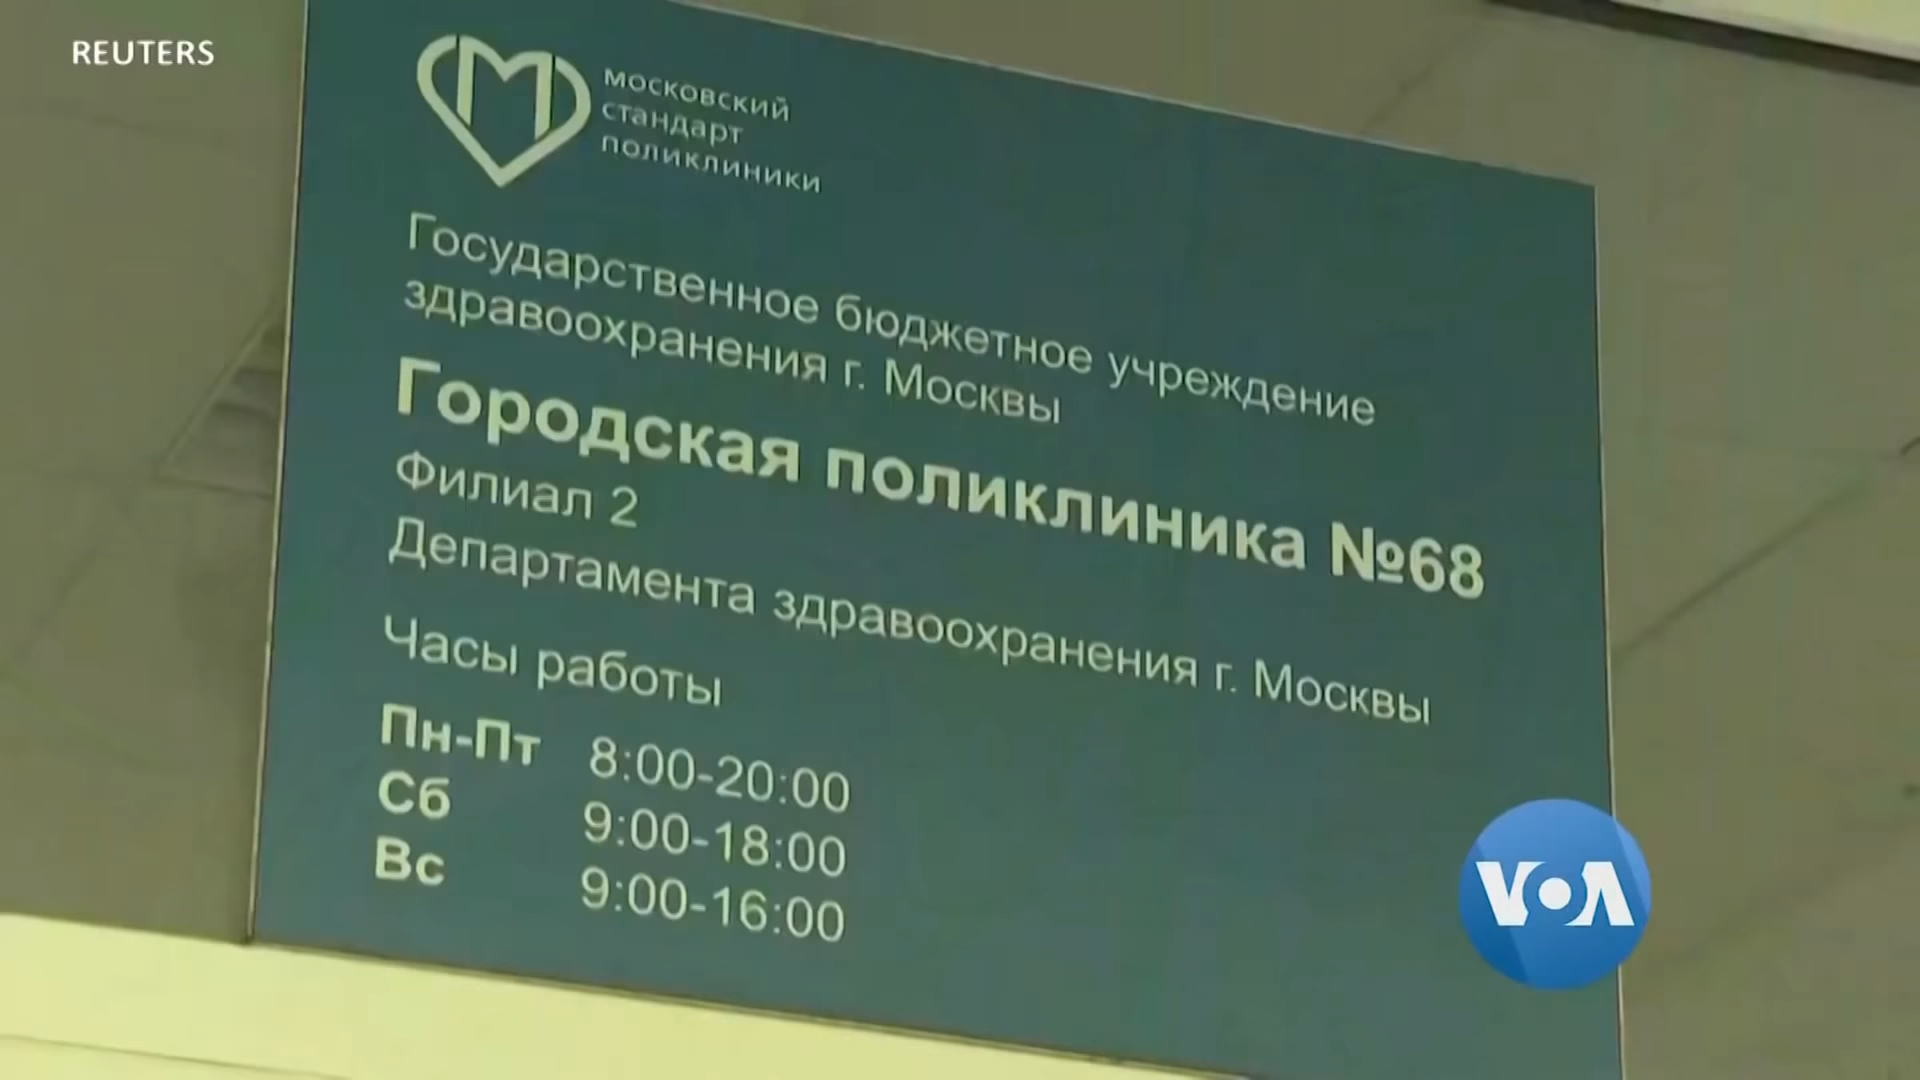 REUTERS
московский
стандарт
поликлиники
Государственное бюджетное учреждение
здравоохранения г. Москвы
Городская поликлиника №68
Филиал 2
Департамента здравоохранения г. Москвы
Часы работы
Пн-Пт 8:00-20:00
Сб 9:00-18:00
Вс 9:00-16:00
VOA